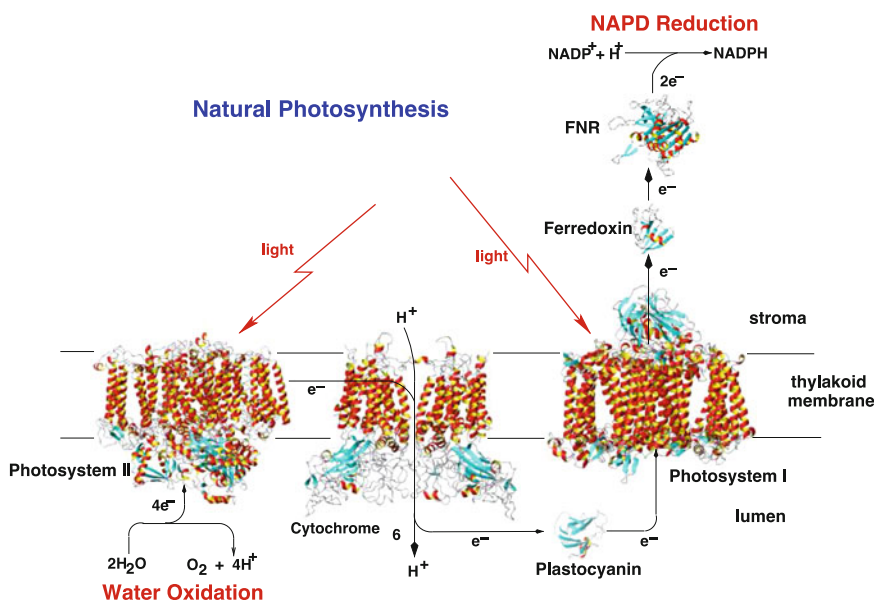 NAPD Reduction
NADP⁺ + H⁺ NADPH
2e⁻
Natural Photosynthesis
FNR
e⁻
Ferredoxin
light
light
e⁻
H⁺
stroma
e⁻
thylakoid
membrane
Photosystem II
Photosystem I
4e⁻
Cytochrome
6
e⁻
e⁻
lumen
2H₂O O₂ + 4H⁺
H⁺
Plastocyanin
Water Oxidation